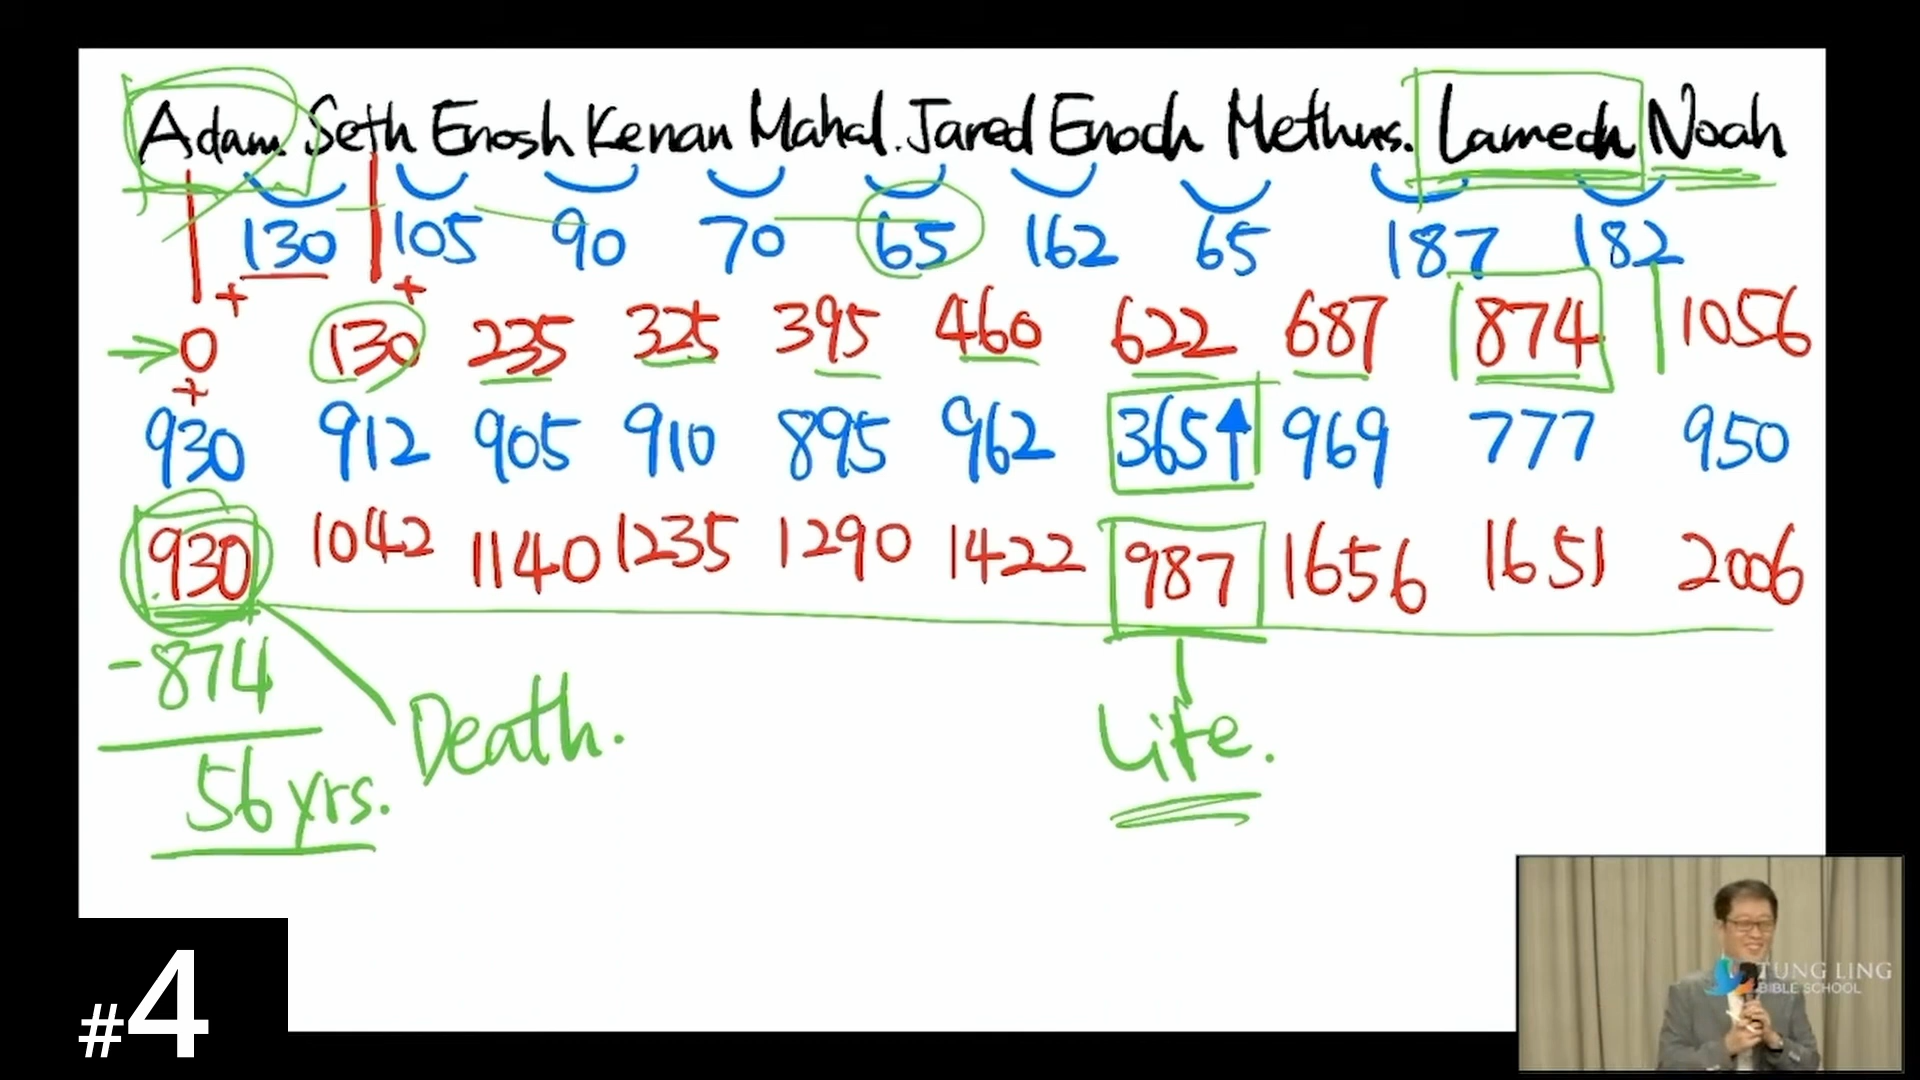 Adam Seth Enosh Kenan Mahal. Jared Enoch Methus. Lamech Noah
130 105 90 70 65 162 65 187 182
+ +
0 130 235 325 395 460 622 687 874 1056
+
930 912 905 910 895 962 365 969 777 950
930 1042 1140 1235 1290 1422 987 1656 1651 2006
-874
56 yrs.
Death.
Life.
TUNG LING
BIBLE SCHOOL
#4